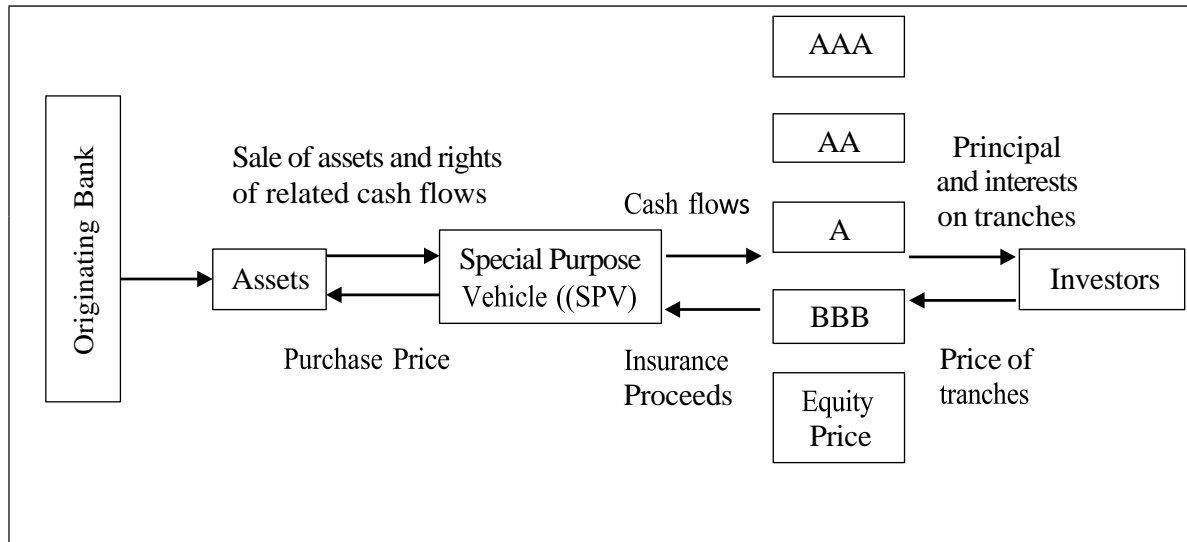 Originating Bank
Sale of assets and rights
of related cash flows
Assets
Purchase Price
Special Purpose
Vehicle ((SPV)
Cash flows
Insurance
Proceeds
AAA
AA
A
BBB
Equity
Price
Principal
and interests
on tranches
Investors
Price of
tranches